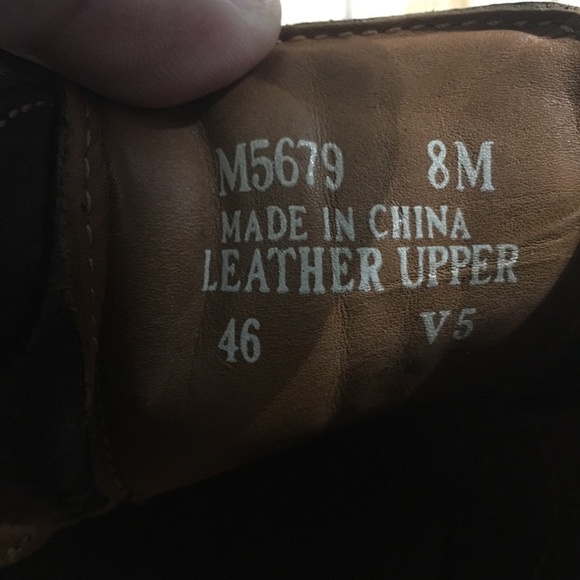 M5679 8M
MADE IN CHINA
LEATHER UPPER
46 V5